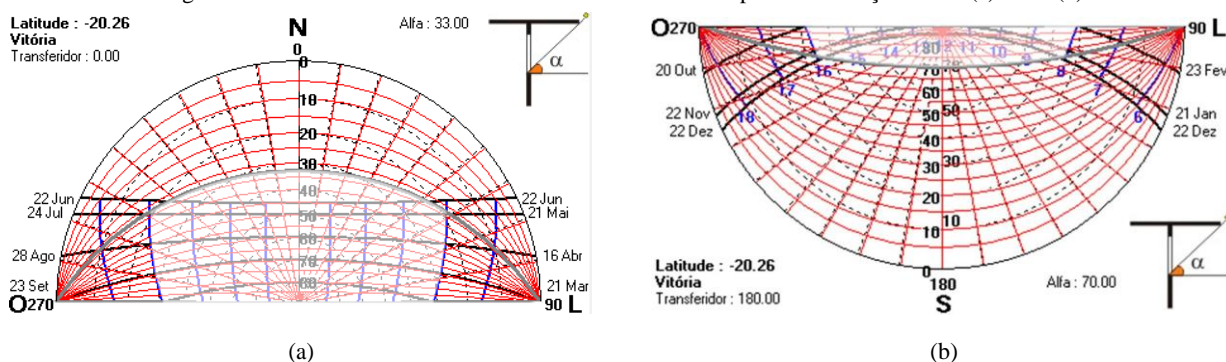 Latitude : -20.26
Vitória
Transferidor : 0.00
N
Alfa : 33.00
α
0
10
20
30
40
50
60
70
80
22 Jun
24 Jul
28 Ago
23 Set
O 270
22 Jun
21 Mai
16 Abr
21 Mar
90 L
(a)
O 270
90 L
20 Out
22 Nov
22 Dez
23 Fev
21 Jan
22 Dez
18
17
16
15
14
13
12
11
10
9
8
7
6
80
70
60
50
40
30
20
10
0
180
S
Latitude : -20.26
Vitória
Transferidor : 180.00
Alfa : 70.00
α
(b)